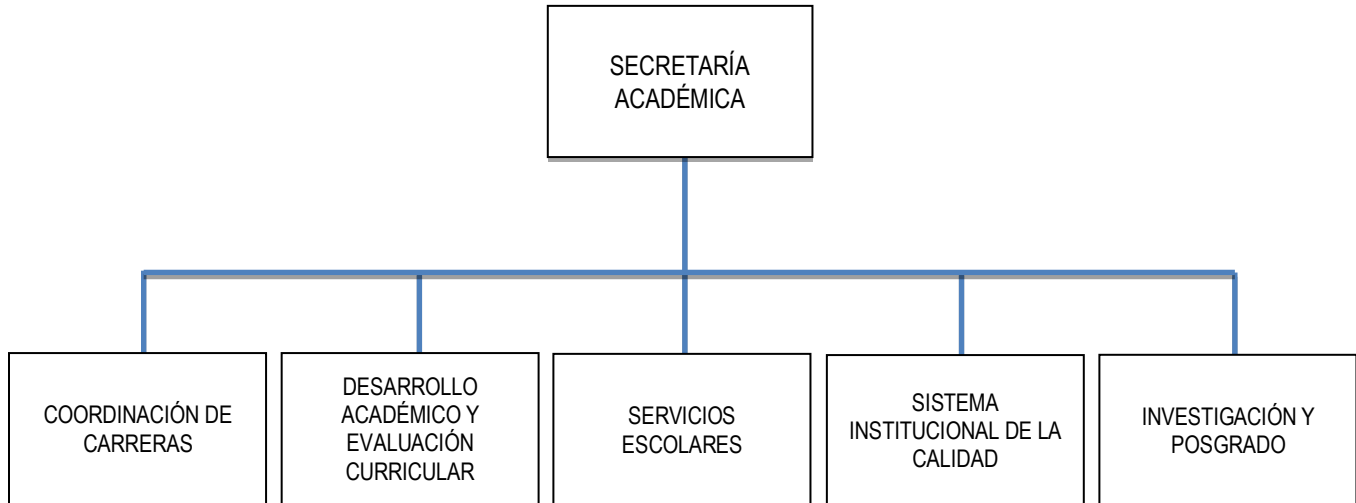 SECRETARÍA
ACADÉMICA
COORDINACIÓN DE
CARRERAS
DESARROLLO
ACADÉMICO Y
EVALUACIÓN
CURRICULAR
SERVICIOS
ESCOLARES
SISTEMA
INSTITUCIONAL DE LA
CALIDAD
INVESTIGACIÓN Y
POSGRADO